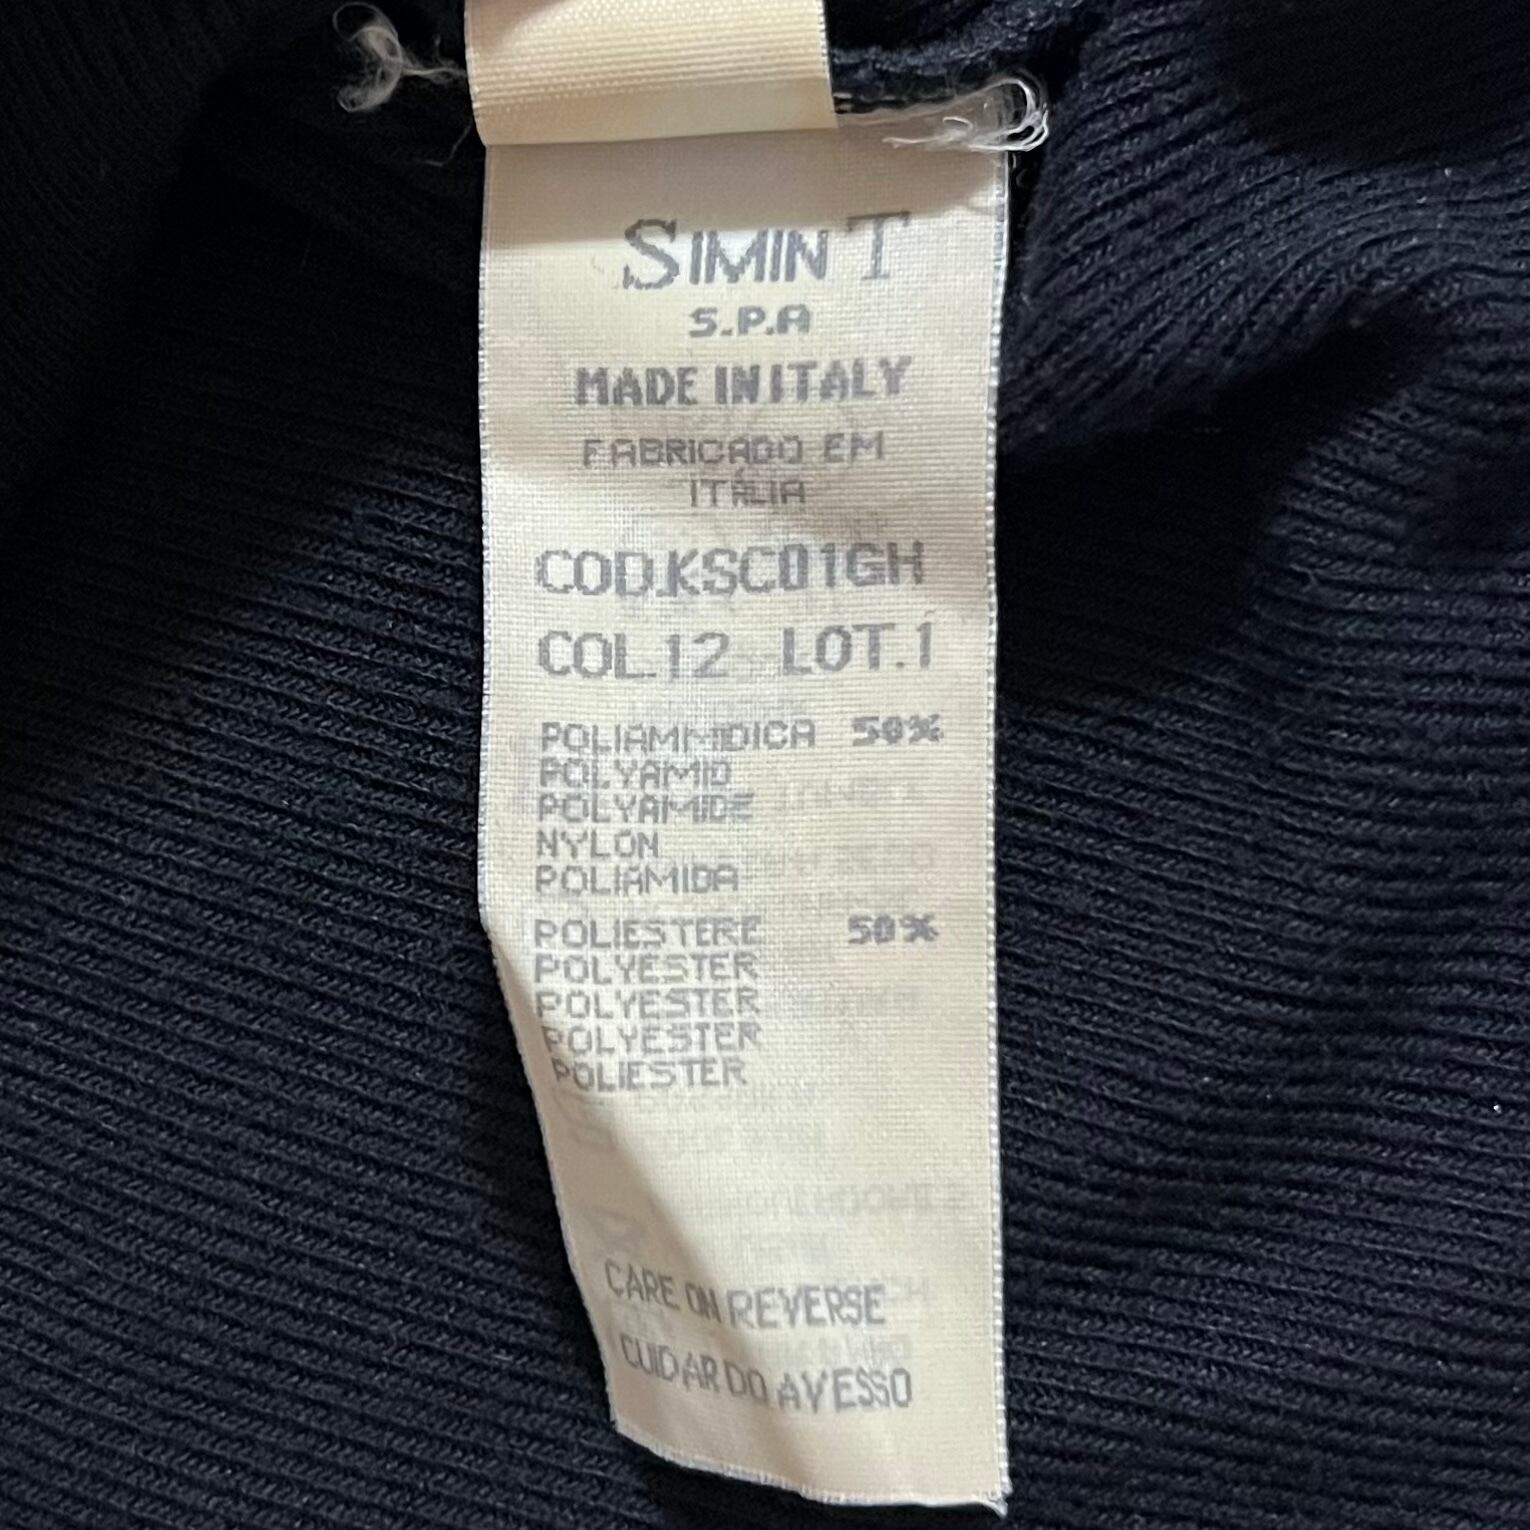 SIMINT
S.P.A
MADE IN ITALY
FABRICADO EM
ITÁLIA
COD.KSC01GH
COL.12 LOT.1
POLIAMMIDICA 50%
POLYAMID
POLYAMIDE
NYLON
POLIAMIDA
POLIESTERE 50%
POLYESTER
POLYESTER
POLYESTER
POLIESTER
CARE ON REVERSE
CUIDAR DO AVESSO